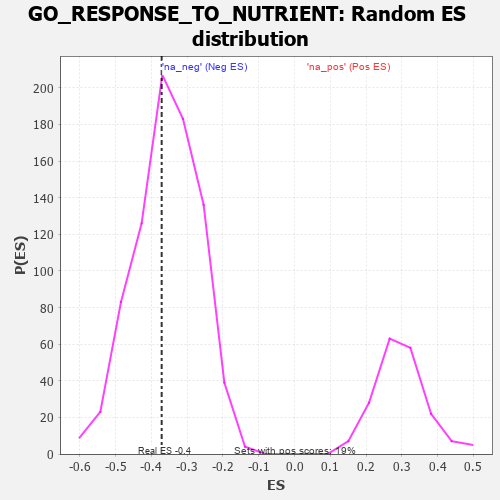 GO_RESPONSE_TO_NUTRIENT: Random ES
distribution
'na_neg' (Neg ES) 'na_pos' (Pos ES)
200
180
160
140
120
100
80
60
40
20
0
P(ES)
Real ES -0.4 Sets with pos scores: 19%
-0.6 -0.5 -0.4 -0.3 -0.2 -0.1 0.0 0.1 0.2 0.3 0.4 0.5
ES